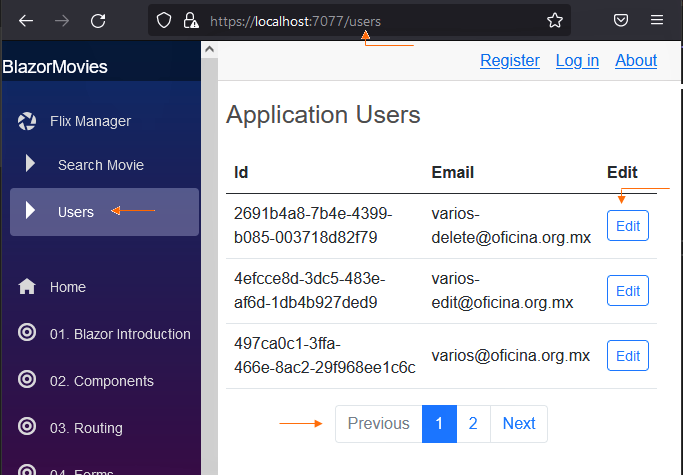 https://localhost:7077/users
BlazorMovies
Register Log in About
Flix Manager
Search Movie
Users
Home
01. Blazor Introduction
02. Components
03. Routing
04. Forms
Application Users
Id Email Edit
2691b4a8-7b4e-4399-
b085-003718d82f79
varios-
delete@oficina.org.mx
Edit
4efcce8d-3dc5-483e-
af6d-1db4b927ded9
varios-
edit@oficina.org.mx
Edit
497ca0c1-3ffa-
466e-8ac2-29f968ee1c6c
varios@oficina.org.mx
Edit
Previous 1 2 Next